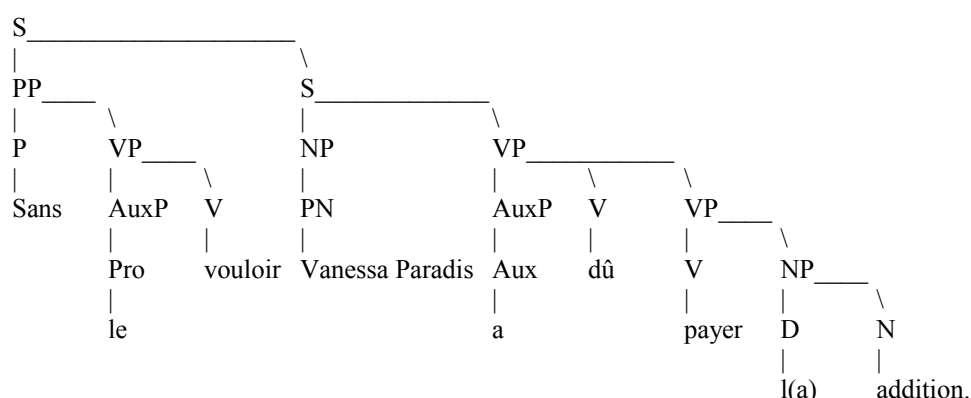 S
PP S
P VP NP VP
Sans AuxP V PN AuxP V VP
Pro vouloir Vanessa Paradis Aux dû V NP
le a payer D N
l(a) addition.